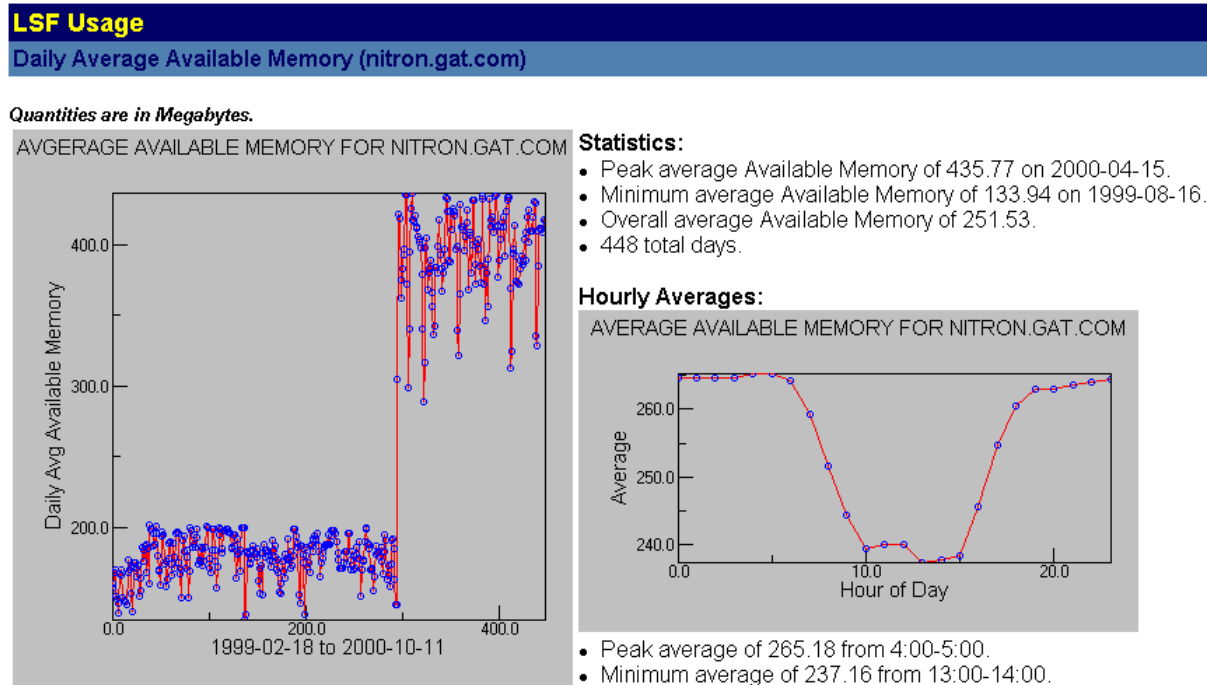 LSF Usage
Daily Average Available Memory (nitron.gat.com)
Quantities are in Megabytes.
AVGERAGE AVAILABLE MEMORY FOR NITRON.GAT.COM
400.0
300.0
200.0
Daily Avg Available Memory
0.0 200.0 400.0
1999-02-18 to 2000-10-11
Statistics:
• Peak average Available Memory of 435.77 on 2000-04-15.
• Minimum average Available Memory of 133.94 on 1999-08-16.
• Overall average Available Memory of 251.53.
• 448 total days.
Hourly Averages:
AVERAGE AVAILABLE MEMORY FOR NITRON.GAT.COM
260.0
250.0
240.0
Average
0.0 10.0 20.0
Hour of Day
• Peak average of 265.18 from 4:00-5:00.
• Minimum average of 237.16 from 13:00-14:00.